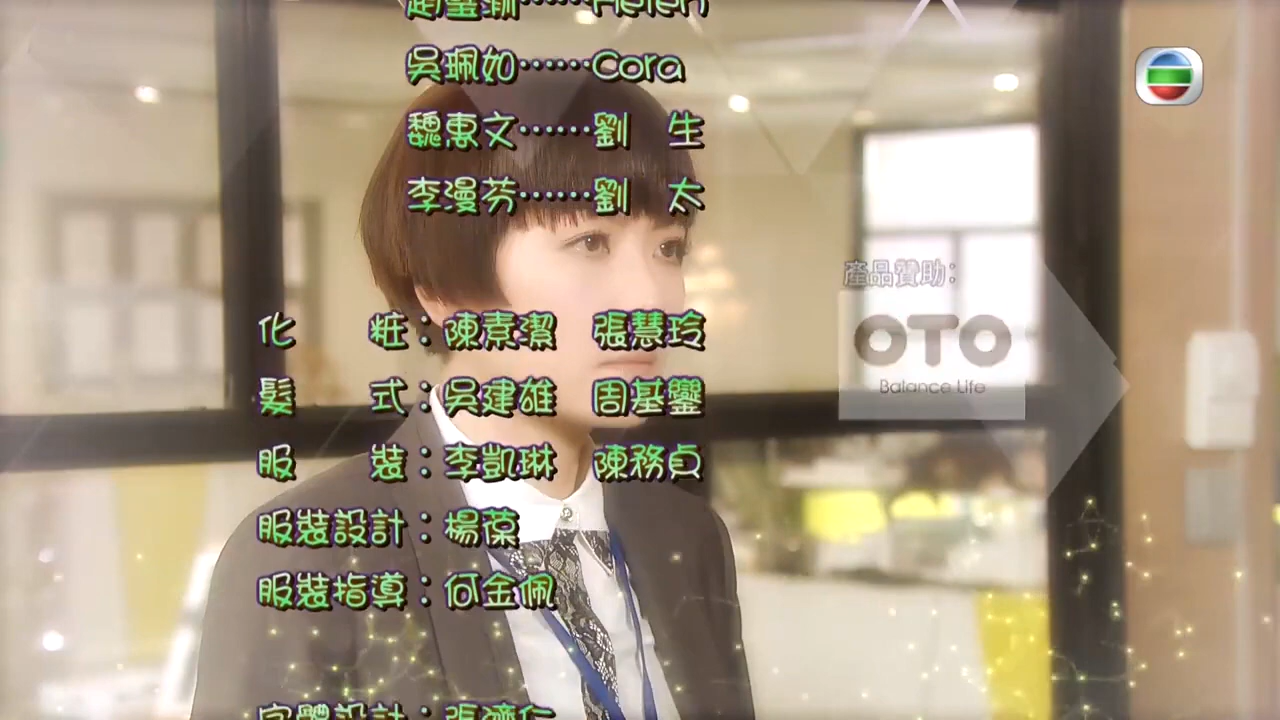 吳珮如……Cora
魏惠文……劉 生
李漫芬……劉 太
產品贊助：
OTO
Balance Life
化 粧：陳素潔 張慧玲
髮 式：吳建雄 周基鑾
服 裝：李凱琳 陳務貞
服裝設計：楊葆
服裝指導：何金佩